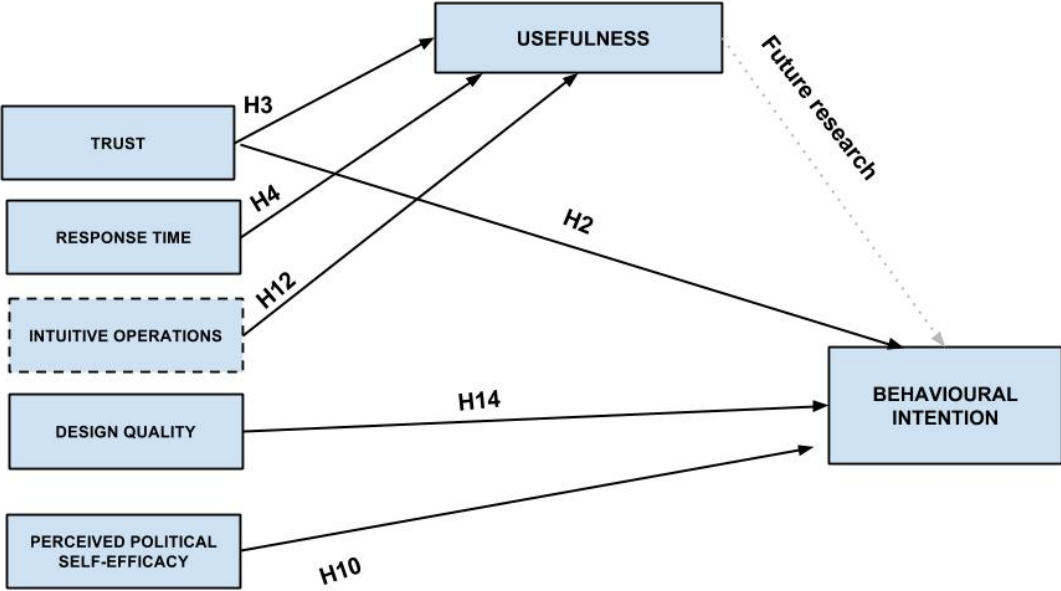 USEFULNESS
Future research
H3
TRUST
H4
H2
RESPONSE TIME
H12
INTUITIVE OPERATIONS
H14
DESIGN QUALITY
BEHAVIOURAL
INTENTION
PERCEIVED POLITICAL
SELF-EFFICACY
H10